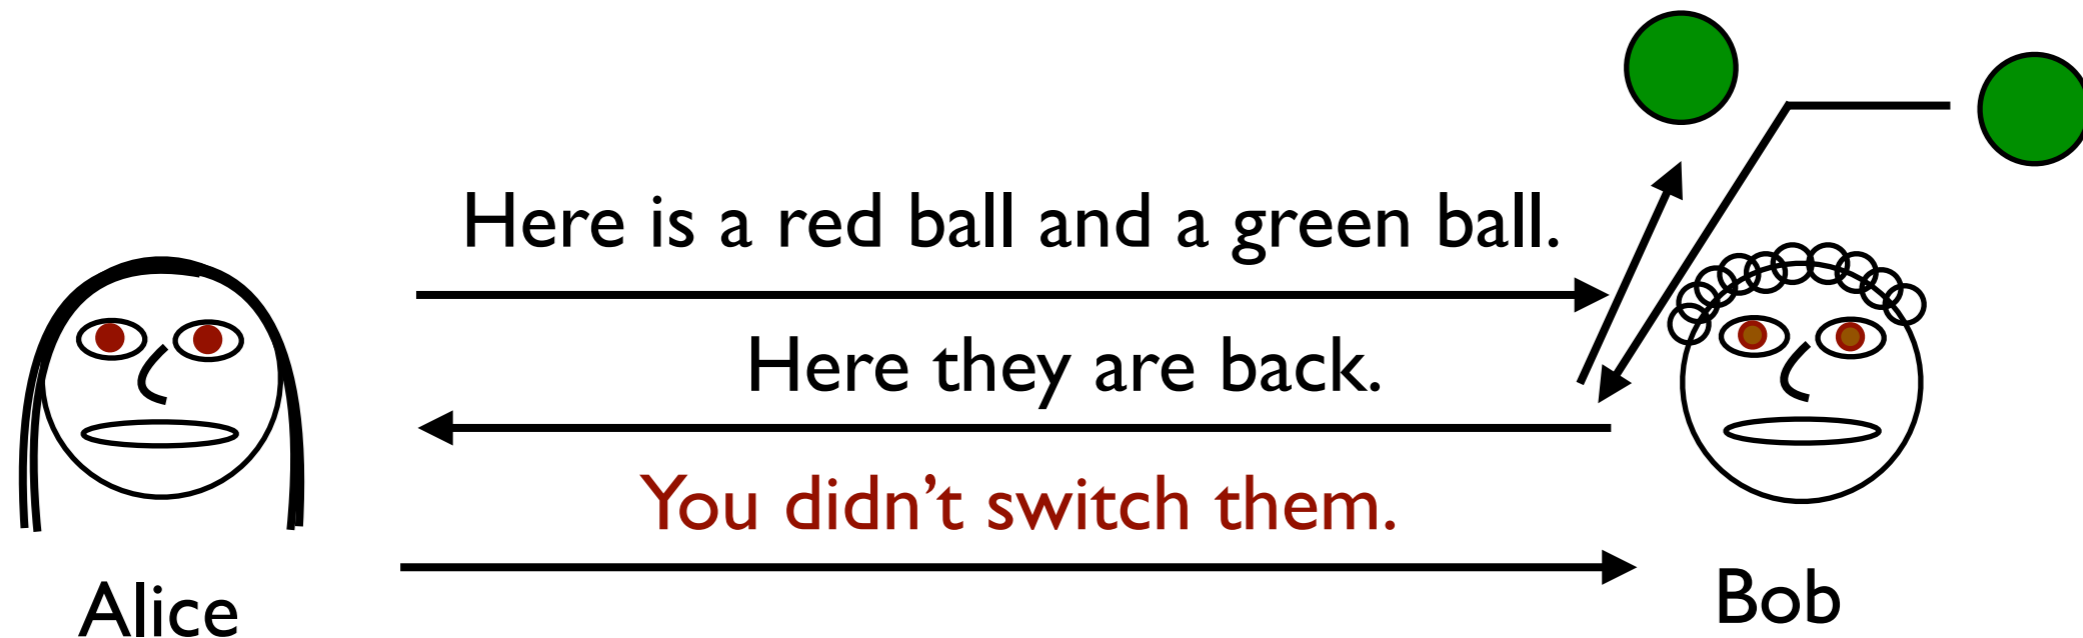 Here is a red ball and a green ball.
Here they are back.
You didn’t switch them.
Alice
Bob